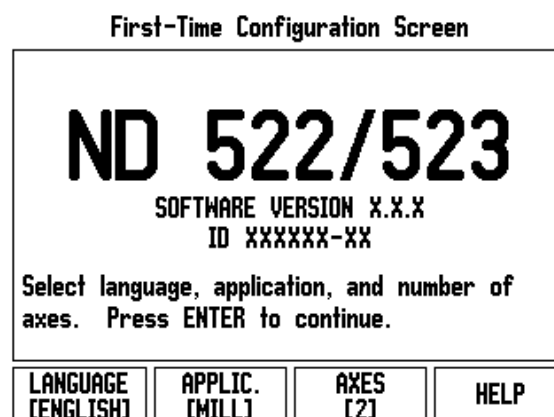 First-Time Configuration Screen
ND 522/523
SOFTWARE VERSION X.X.X
ID XXXXXX-XX
Select language, application, and number of
axes. Press ENTER to continue.
LANGUAGE APPLIC. AXES HELP
[ENGLISH] [MILL] [2]